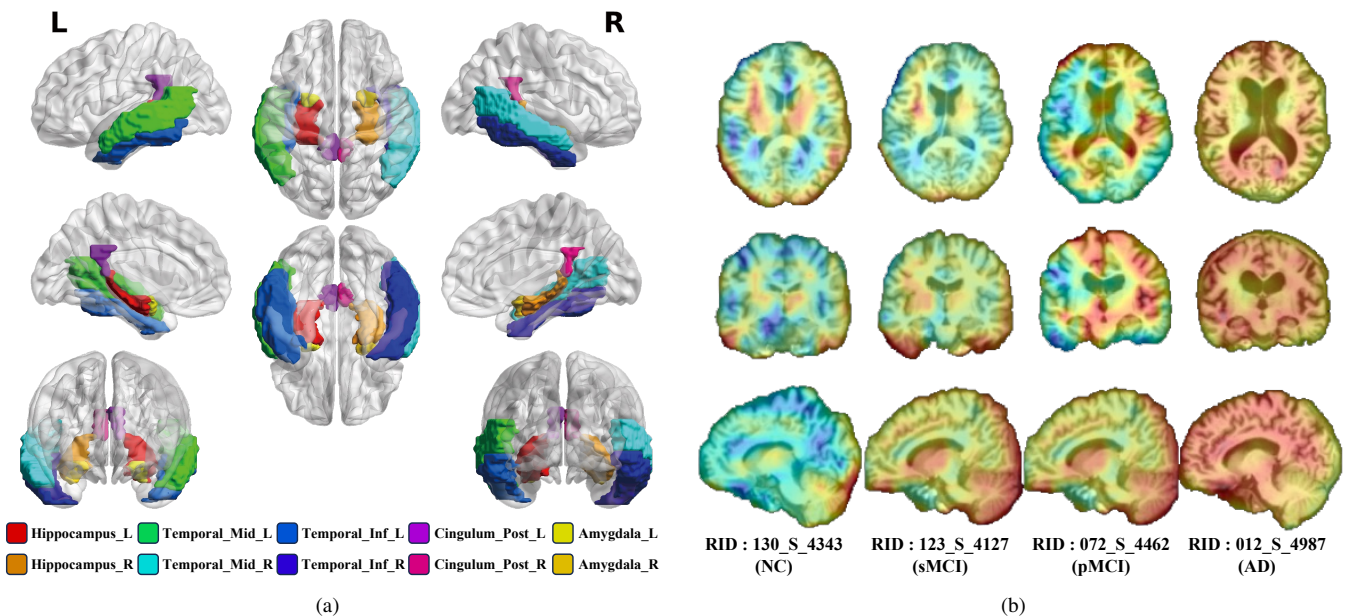 L
R
Hippocampus_L Temporal_Mid_L Temporal_Inf_L Cingulum_Post_L Amygdala_L
Hippocampus_R Temporal_Mid_R Temporal_Inf_R Cingulum_Post_R Amygdala_R
(a)
RID : 130_S_4343 RID : 123_S_4127 RID : 072_S_4462 RID : 012_S_4987
(NC) (sMCI) (pMCI) (AD)
(b)